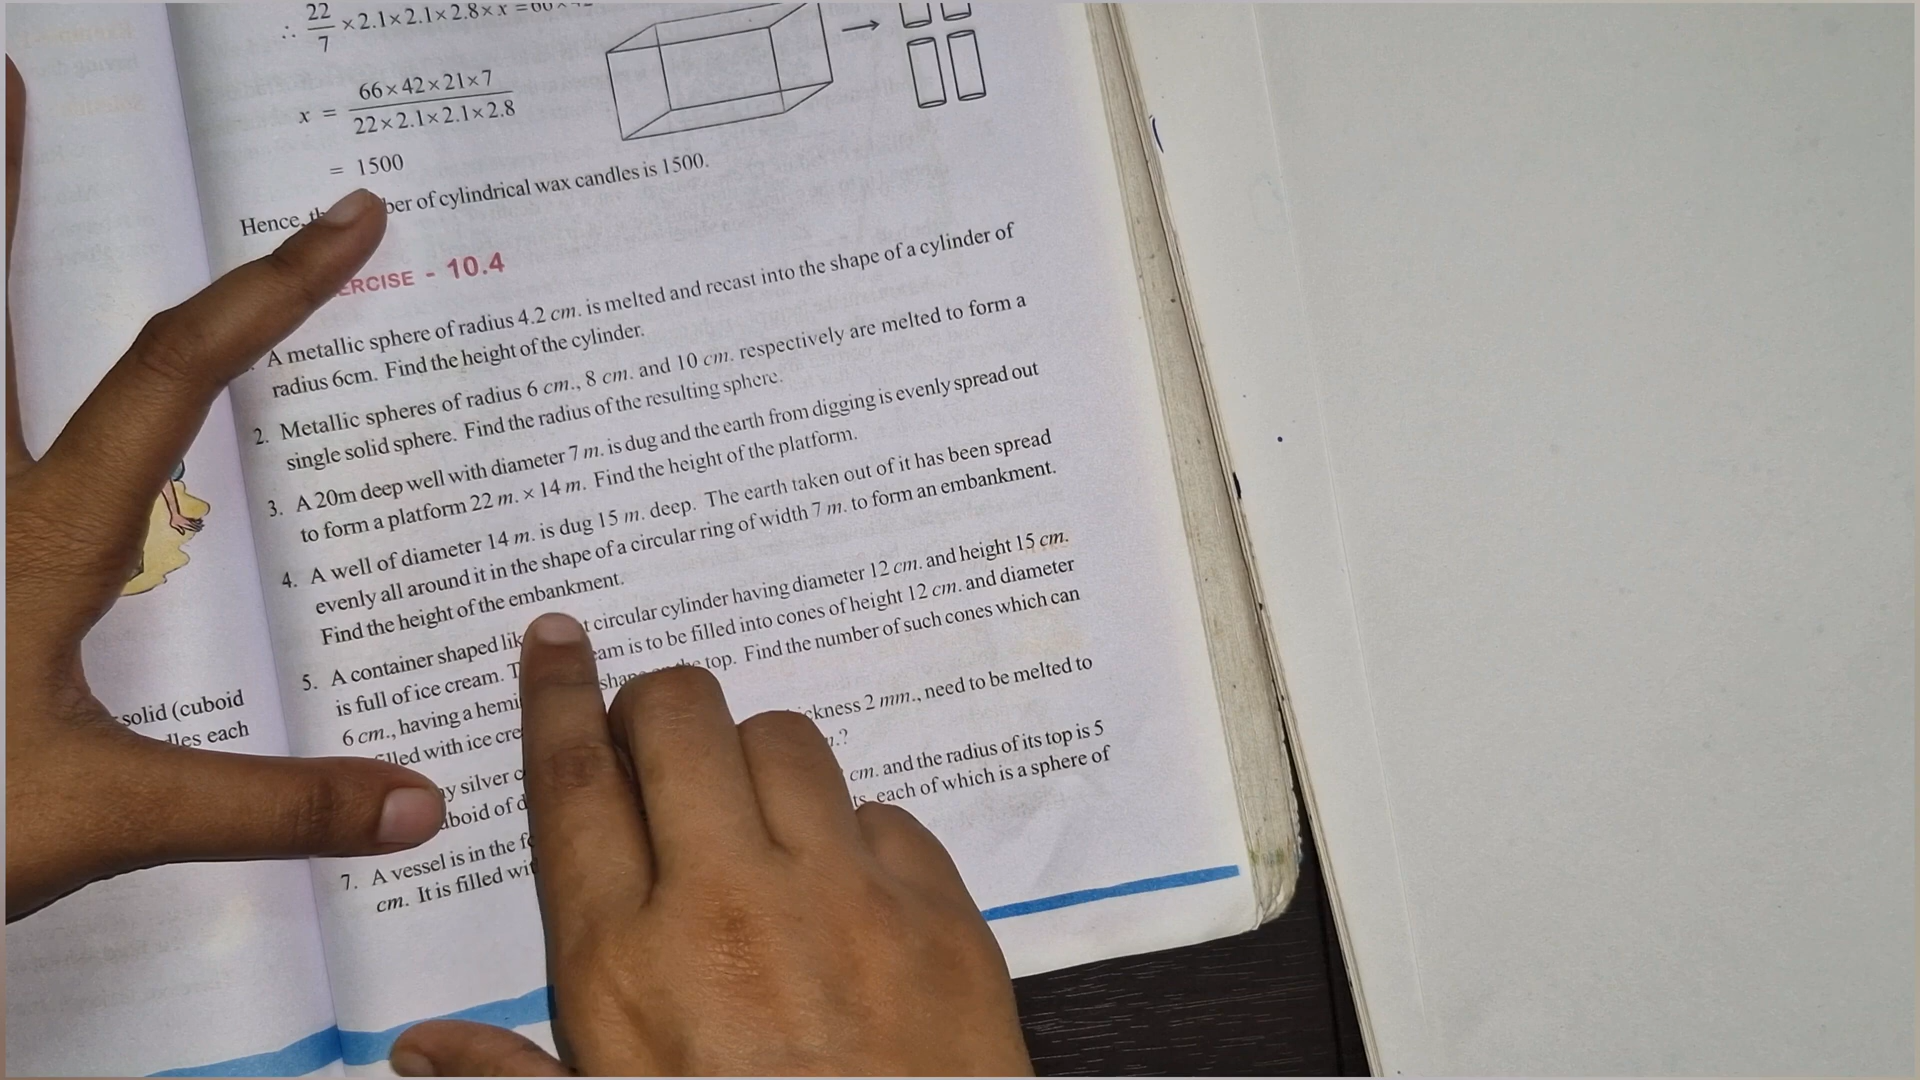 ∴ 22/7 ×2.1×2.1×2.8×x =
x = 66×42×21×7 / 22×2.1×2.1×2.8
= 1500
Hence, ber of cylindrical wax candles is 1500.
ERCISE - 10.4
A metallic sphere of radius 4.2 cm. is melted and recast into the shape of a cylinder of
radius 6cm. Find the height of the cylinder.
2. Metallic spheres of radius 6 cm., 8 cm. and 10 cm. respectively are melted to form a
single solid sphere. Find the radius of the resulting sphere.
3. A 20m deep well with diameter 7 m. is dug and the earth from digging is evenly spread out
to form a platform 22 m. × 14 m. Find the height of the platform.
4. A well of diameter 14 m. is dug 15 m. deep. The earth taken out of it has been spread
evenly all around it in the shape of a circular ring of width 7 m. to form an embankment.
Find the height of the embankment.
5. A container shaped lik circular cylinder having diameter 12 cm. and height 15 cm.
is full of ice cream. T eam is to be filled into cones of height 12 cm. and diameter
6 cm., having a hemi shap the top. Find the number of such cones which can
filled with ice cre
y silver c ickness 2 mm., need to be melted to
uboid of d .?
7. A vessel is in the f cm. and the radius of its top is 5
cm. It is filled wit ts, each of which is a sphere of
solid (cuboid
dles each